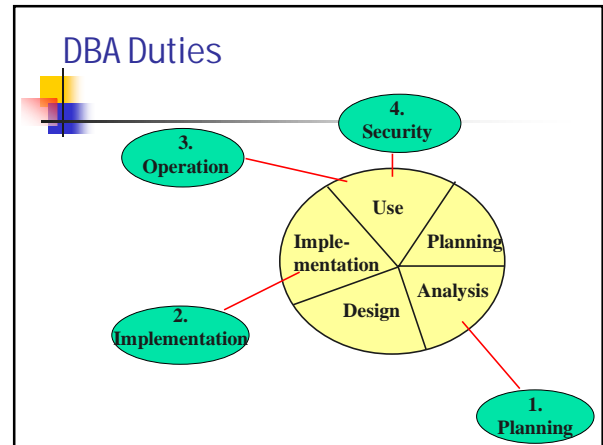 DBA Duties
4.
Security
3.
Operation
Use
Imple-
mentation
Planning
Analysis
Design
2.
Implementation
1.
Planning